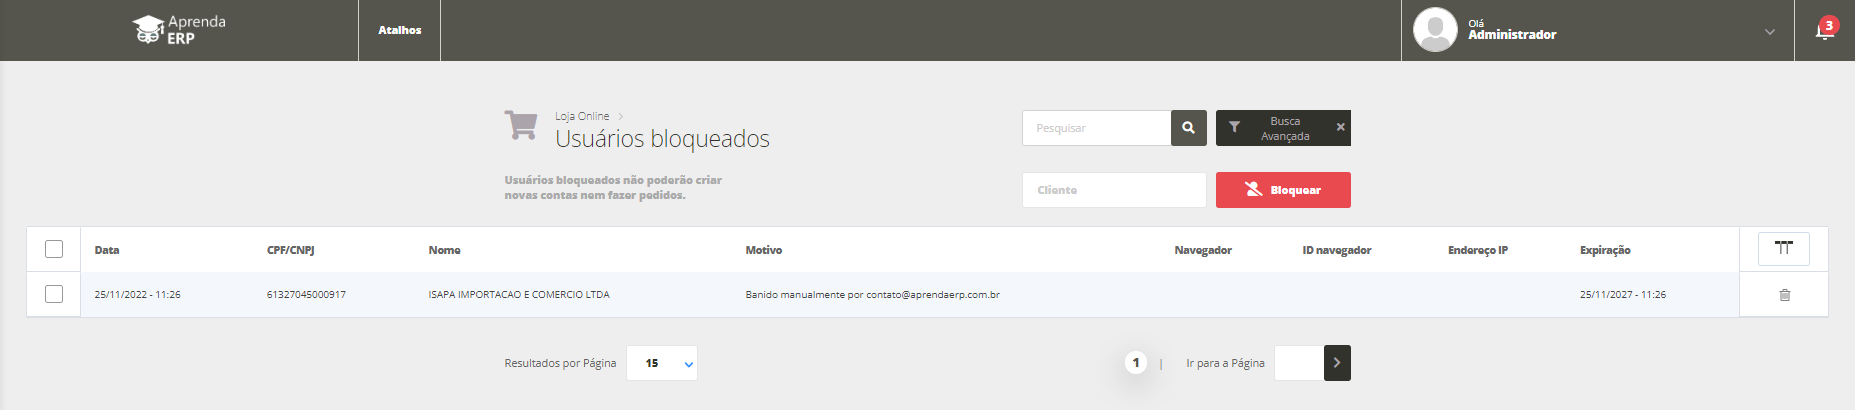 Aprenda
ERP
Atalhos
Olá
Administrador
3
Loja Online
Usuários bloqueados
Pesquisar
Busca
Avançada
Usuários bloqueados não poderão criar
novas contas nem fazer pedidos.
Cliente
Bloquear
Data CPF/CNPJ Nome Motivo Navegador ID navegador Endereço IP Expiração
25/11/2022 - 11:26 61327045000917 ISAPA IMPORTACAO E COMERCIO LTDA Banido manualmente por contato@aprendaerp.com.br 25/11/2027 - 11:26
Resultados por Página 15 1 | Ir para a Página